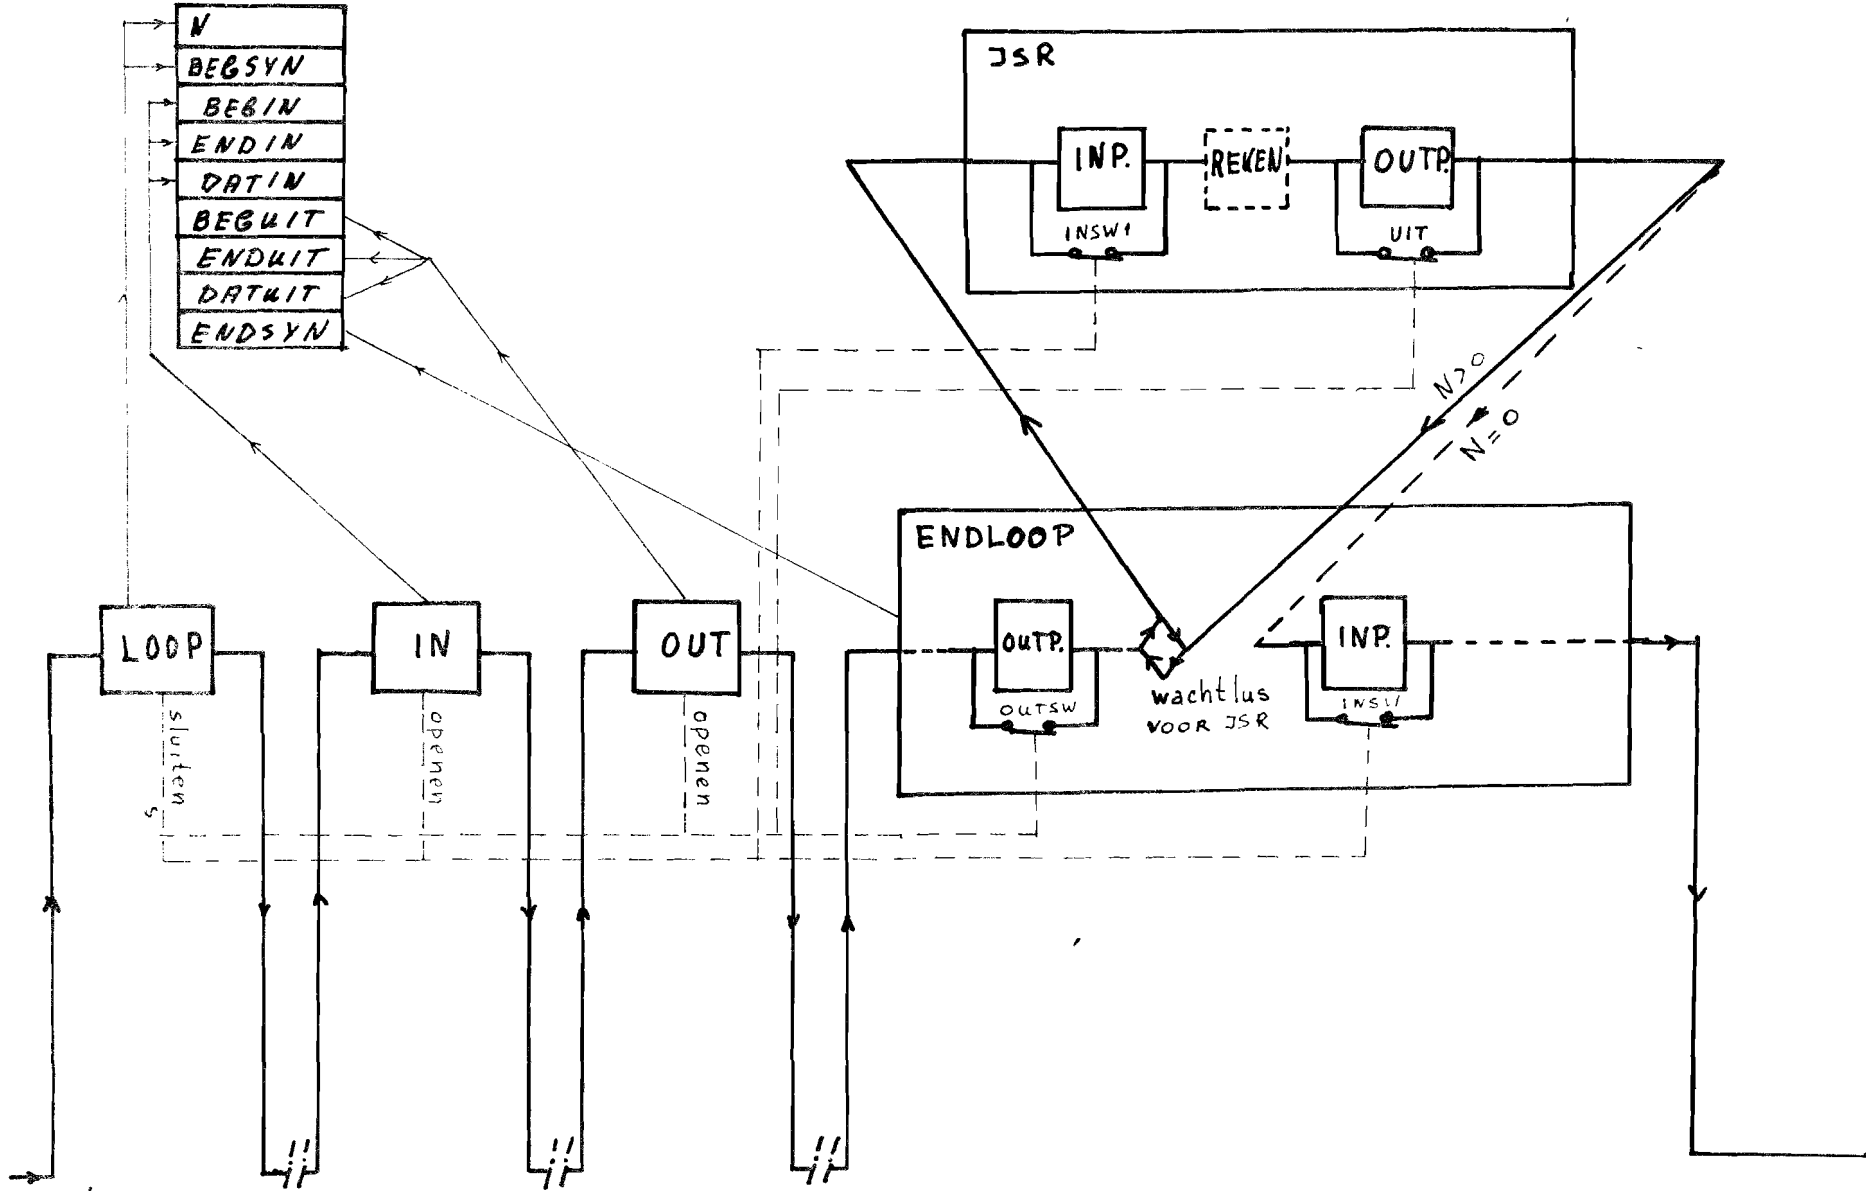 N
BEGSYN
BEGIN
ENDIN
DATIN
BEGUIT
ENDUIT
DATUIT
ENDSYN
JSR
INP.
REKEN
OUTP.
INSW1
UIT
N>0
N=0
ENDLOOP
LOOP
IN
OUT
OUTP.
INP.
OUTSW
wachtlus
VOOR JSR
sluiten
openen
openen